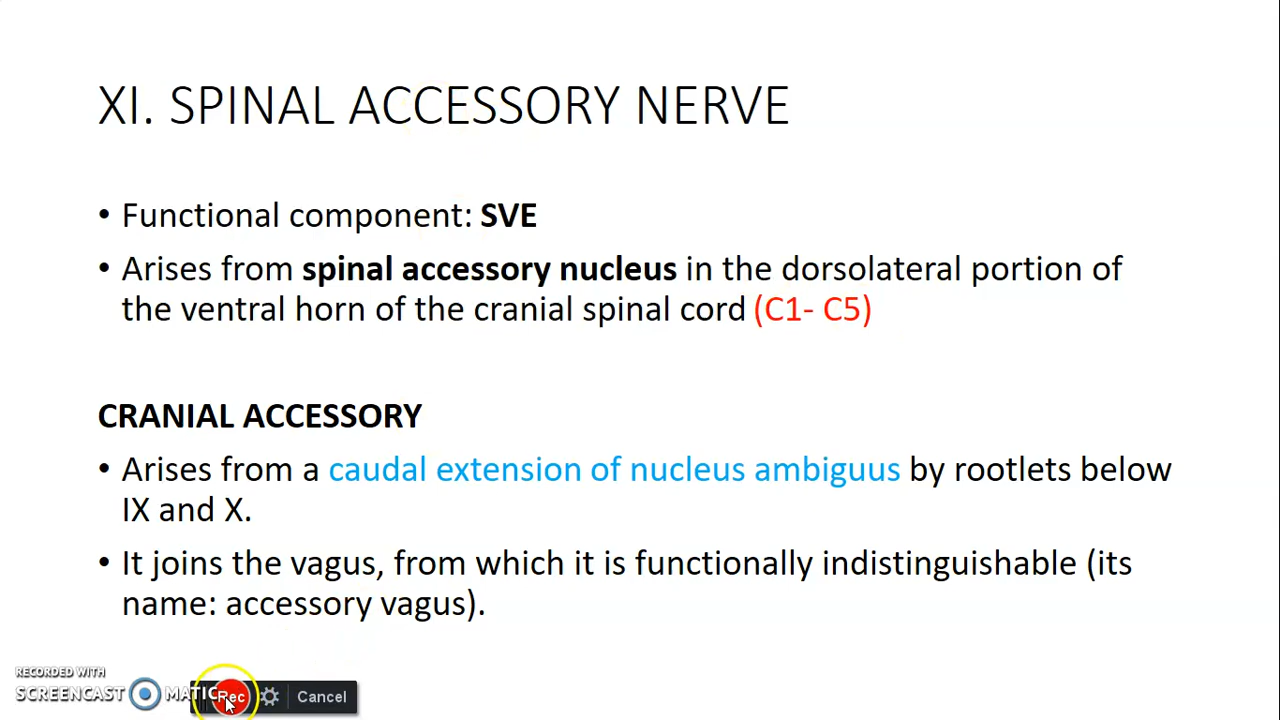 XI. SPINAL ACCESSORY NERVE
• Functional component: SVE
• Arises from spinal accessory nucleus in the dorsolateral portion of
the ventral horn of the cranial spinal cord (C1- C5)
CRANIAL ACCESSORY
• Arises from a caudal extension of nucleus ambiguus by rootlets below
IX and X.
• It joins the vagus, from which it is functionally indistinguishable (its
name: accessory vagus).
RECORDED WITH
SCREENCAST MATIC
Rec Cancel